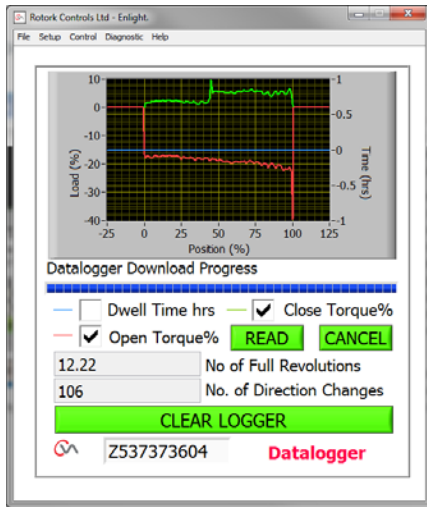 Rotork Controls Ltd - Enlight.
File Setup Control Diagnostic Help
10
0
-10
-20
-30
-40
Load (%)
1
0.5
0
-0.5
-1
Time (hrs)
-25 0 25 50 75 100 125
Position (%)
Datalogger Download Progress
Dwell Time hrs Close Torque%
Open Torque% READ CANCEL
12.22 No of Full Revolutions
106 No. of Direction Changes
CLEAR LOGGER
Z537373604 Datalogger